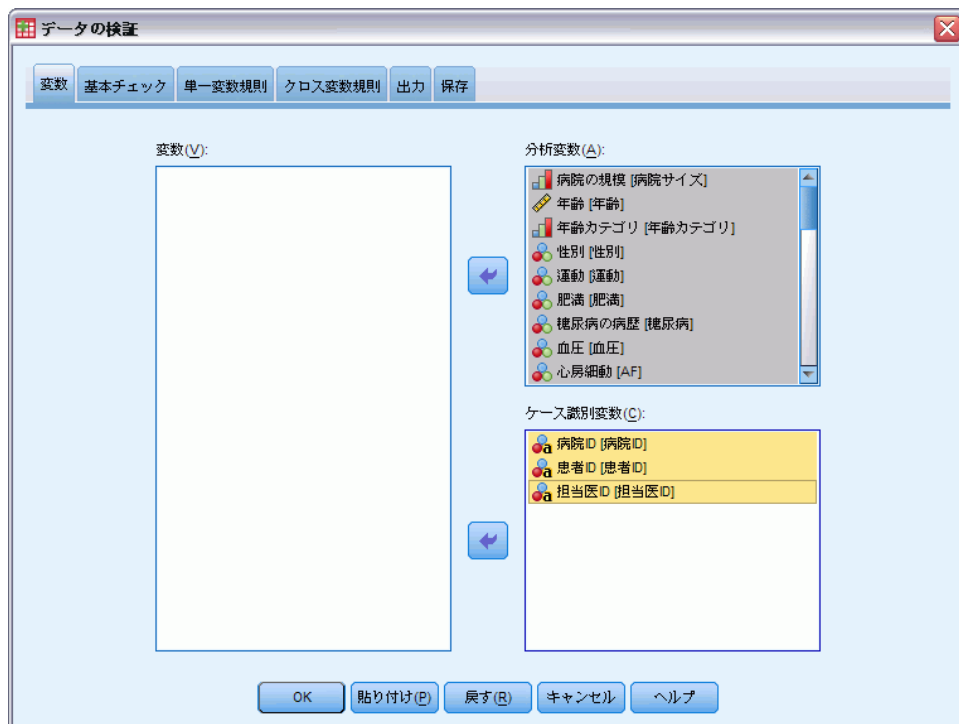 データの検証
変数 基本チェック 単一変数規則 クロス変数規則 出力 保存
変数(V):
分析変数(A):
病院の規模 [病院サイズ]
年齢 [年齢]
年齢カテゴリ [年齢カテゴリ]
性別 [性別]
運動 [運動]
肥満 [肥満]
糖尿病の病歴 [糖尿病]
血圧 [血圧]
心房細動 [AF]
ケース識別変数(C):
病院ID [病院ID]
患者ID [患者ID]
担当医ID [担当医ID]
OK 貼り付け(P) 戻す(R) キャンセル ヘルプ